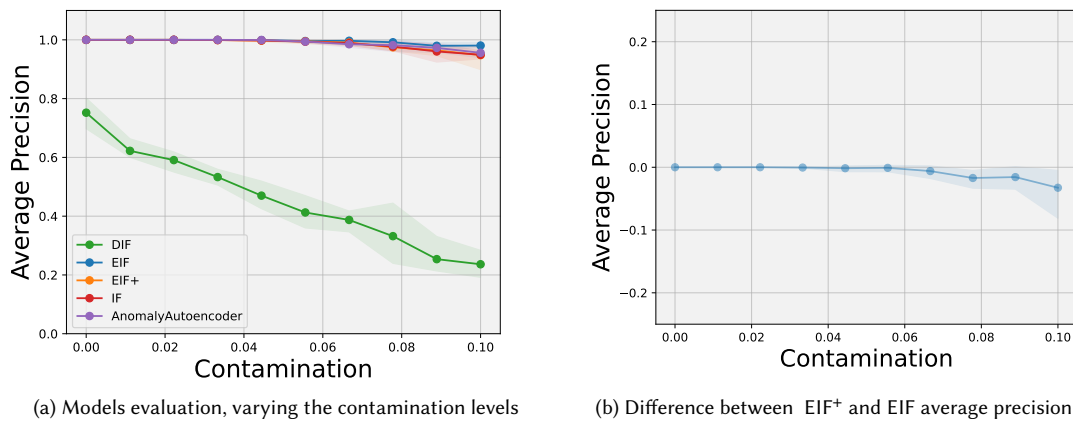 1.0
0.8
0.6
0.4
0.2
0.0
Average Precision
DIF
EIF
EIF+
IF
AnomalyAutoencoder
0.00 0.02 0.04 0.06 0.08 0.10
Contamination
(a) Models evaluation, varying the contamination levels
0.2
0.1
0.0
−0.1
−0.2
Average Precision
0.00 0.02 0.04 0.06 0.08 0.10
Contamination
(b) Difference between EIF+ and EIF average precision